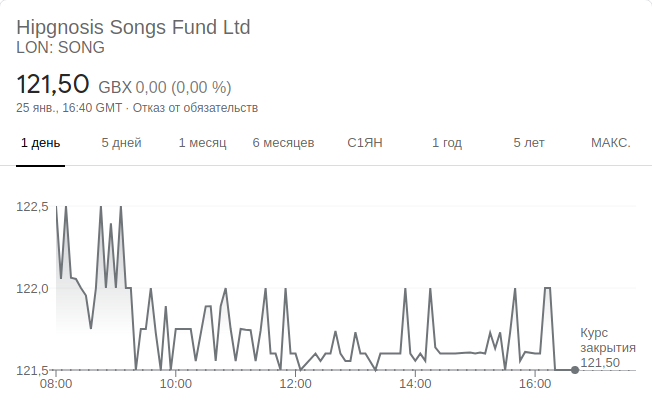 Hipgnosis Songs Fund Ltd
LON: SONG
121,50 GBX 0,00 (0,00 %)
25 янв., 16:40 GMT · Отказ от обязательств
1 день 5 дней 1 месяц 6 месяцев С1ЯН 1 год 5 лет МАКС.
122,5
122,0
121,5
Курс
закрытия
121,50
08:00 10:00 12:00 14:00 16:00